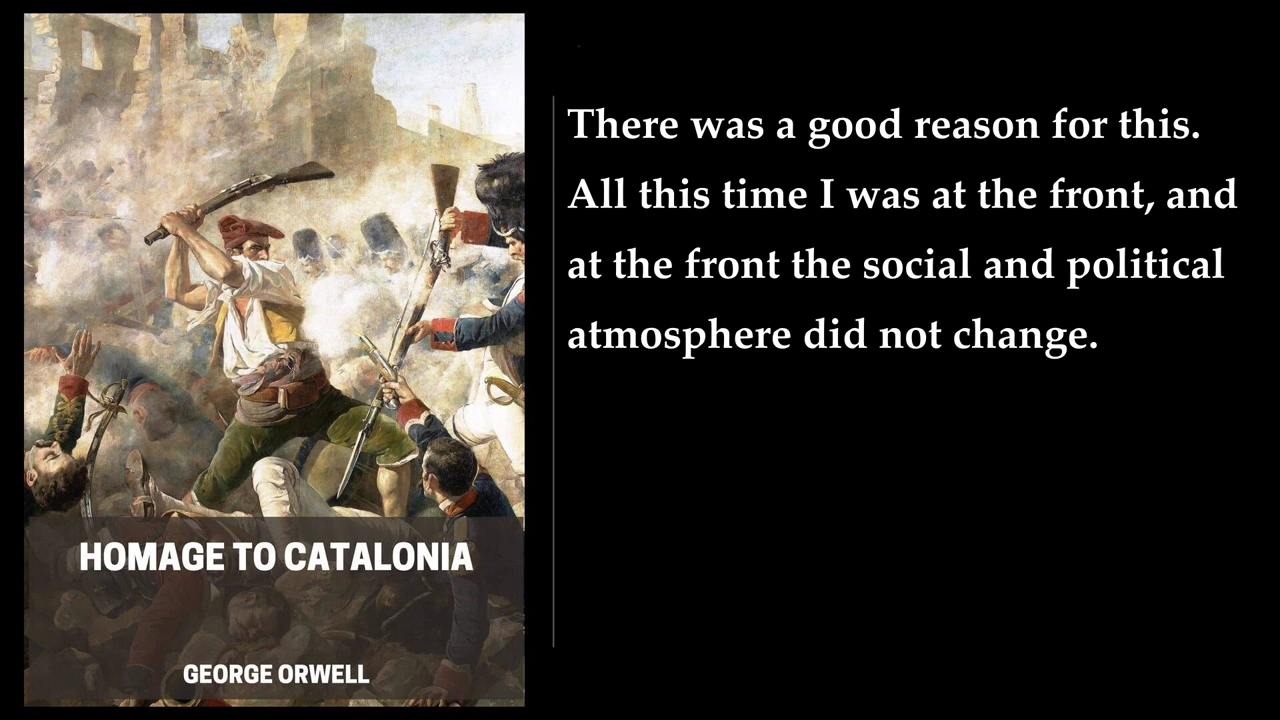 There was a good reason for this.
All this time I was at the front, and
at the front the social and political
atmosphere did not change.
HOMAGE TO CATALONIA
GEORGE ORWELL